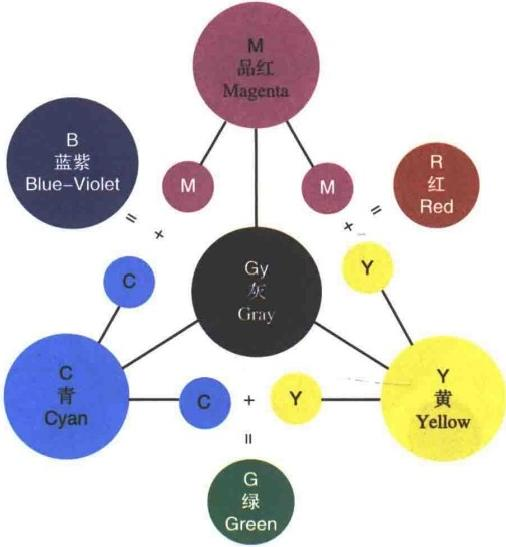 M
品红
Magenta
B
蓝紫
Blue-Violet
R
红
Red
M
M
=
+
+
=
C
Y
Gy
灰
Gray
C
青
Cyan
C
+
Y
Y
黄
Yellow
=
G
绿
Green